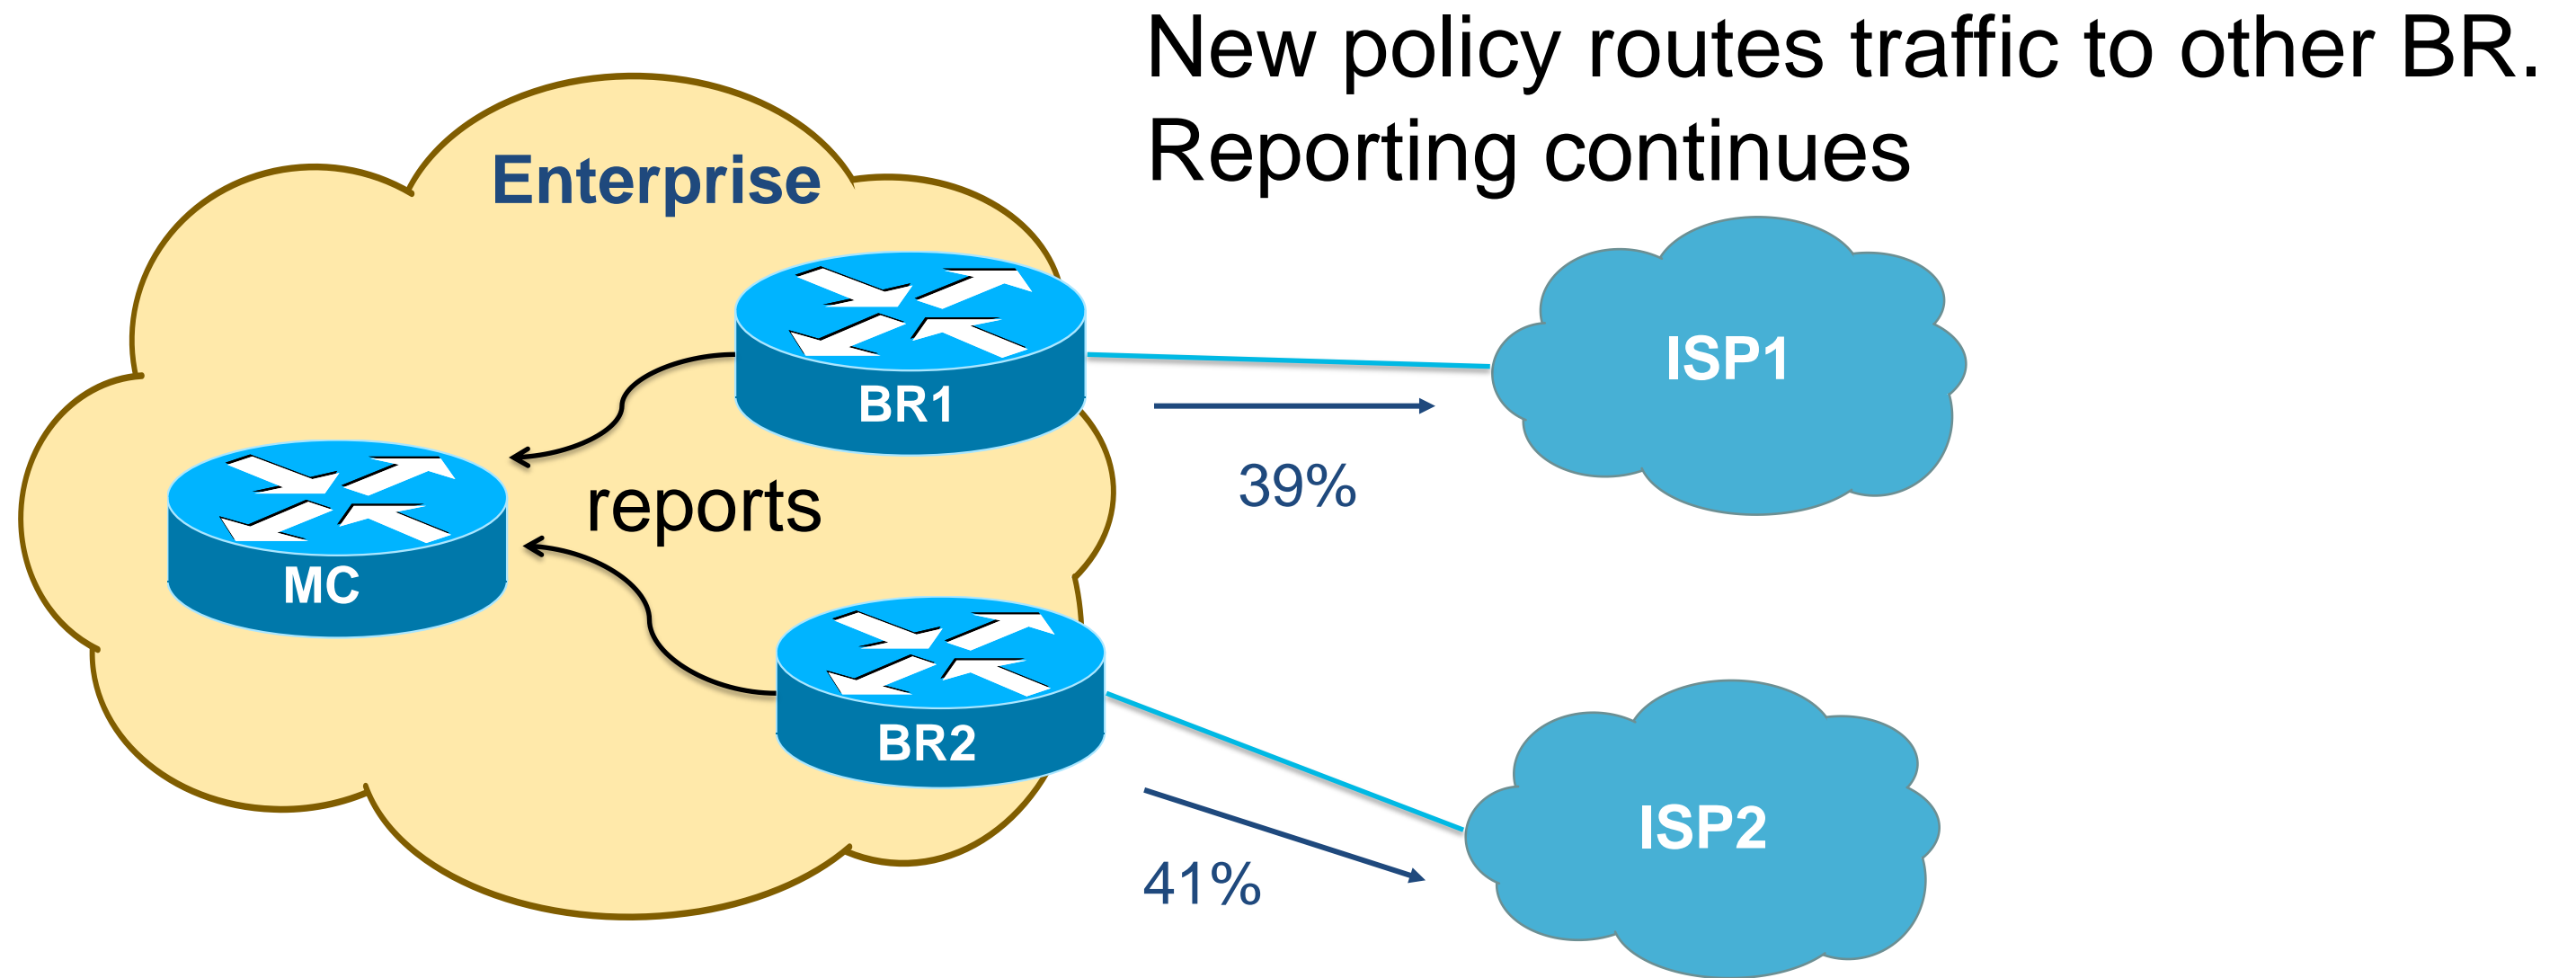 New policy routes traffic to other BR.
Reporting continues
Enterprise
BR1
ISP1
39%
reports
MC
BR2
ISP2
41%